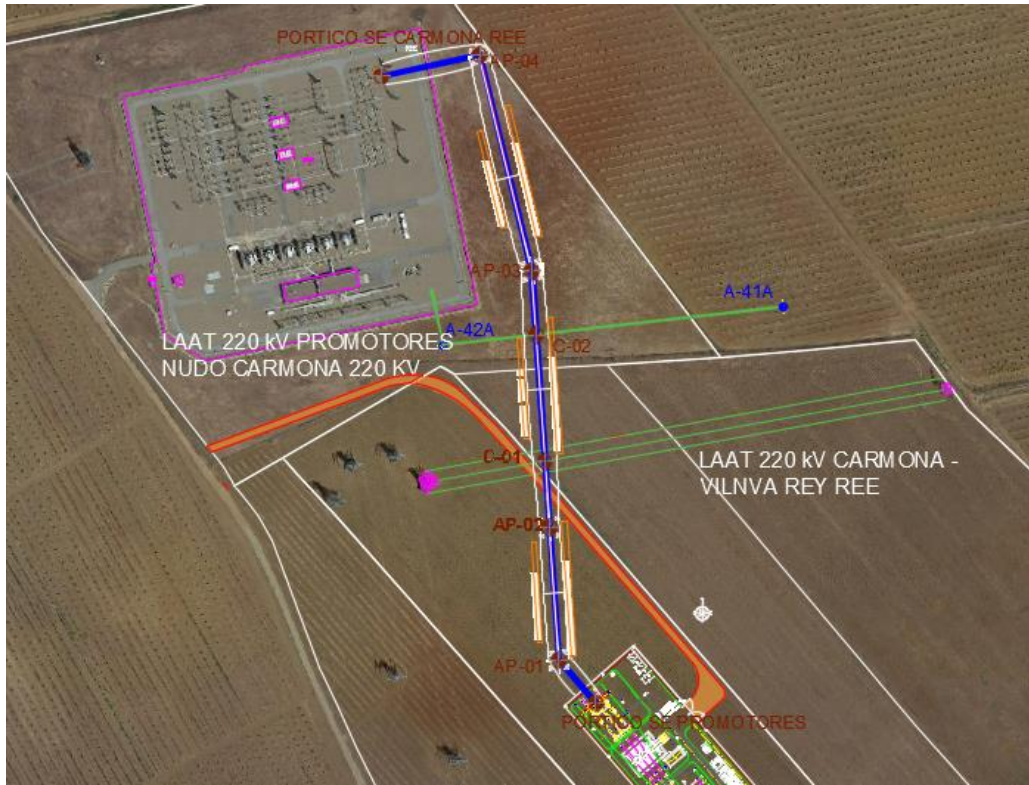 PORTICO SE CARMONA REE
AP-04
AP-03
A-41A
A-42A
C-02
LAAT 220 kV PROMOTORES
NUDO CARMONA 220 KV
C-01
LAAT 220 kV CARMONA -
VILNVA REY REE
AP-02
AP-01
PORTICO SE PROMOTORES